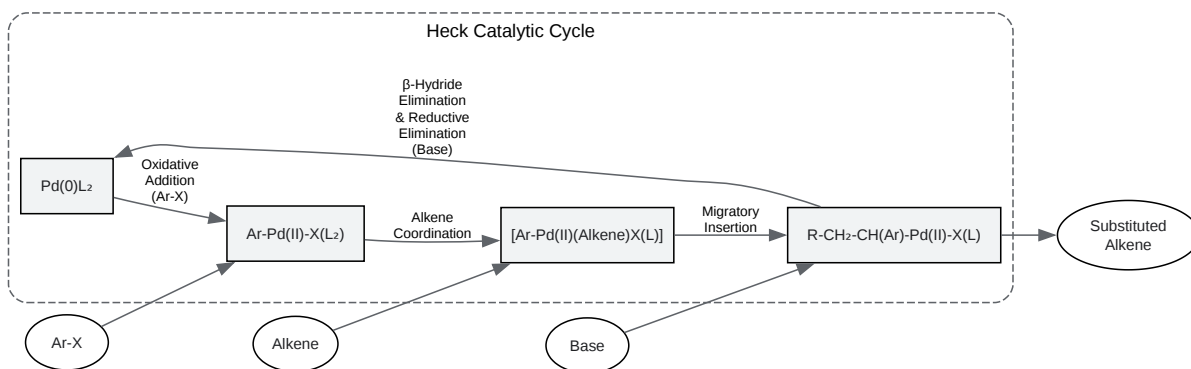 Heck Catalytic Cycle
β-Hydride
Elimination
& Reductive
Elimination
(Base)
Pd(0)L₂
Oxidative
Addition
(Ar-X)
Ar-Pd(II)-X(L₂)
Alkene
Coordination
[Ar-Pd(II)(Alkene)X(L)]
Migratory
Insertion
R-CH₂-CH(Ar)-Pd(II)-X(L)
Substituted
Alkene
Ar-X
Alkene
Base